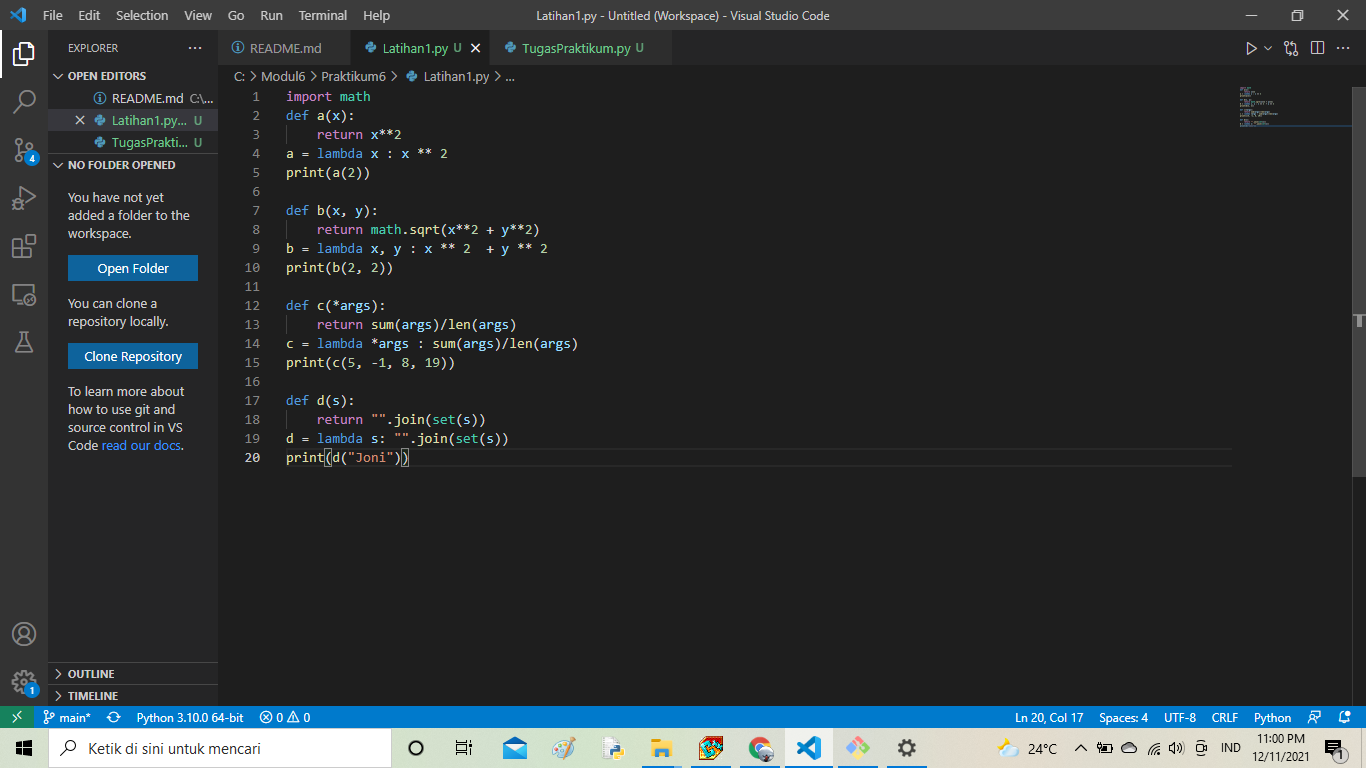 File Edit Selection View Go Run Terminal Help Latihan1.py - Untitled (Workspace) - Visual Studio Code
EXPLORER ··· README.md Latihan1.py U TugasPraktikum.py U
OPEN EDITORS
README.md C:\...
Latihan1.py... U
TugasPrakti... U
NO FOLDER OPENED
You have not yet
added a folder to the
workspace.
Open Folder
You can clone a
repository locally.
Clone Repository
To learn more about
how to use git and
source control in VS
Code read our docs.
OUTLINE
TIMELINE
4
1
C: > Modul6 > Praktikum6 > Latihan1.py > ...
1 import math
2 def a(x):
3     return x**2
4 a = lambda x : x ** 2
5 print(a(2))
6
7 def b(x, y):
8     return math.sqrt(x**2 + y**2)
9 b = lambda x, y : x ** 2  + y ** 2
10 print(b(2, 2))
11
12 def c(*args):
13     return sum(args)/len(args)
14 c = lambda *args : sum(args)/len(args)
15 print(c(5, -1, 8, 19))
16
17 def d(s):
18     return "".join(set(s))
19 d = lambda s: "".join(set(s))
20 print(d("Joni"))
main* Python 3.10.0 64-bit 0 0 Ln 20, Col 17 Spaces: 4 UTF-8 CRLF Python
Ketik di sini untuk mencari 24°C IND 11:00 PM
12/11/2021 1